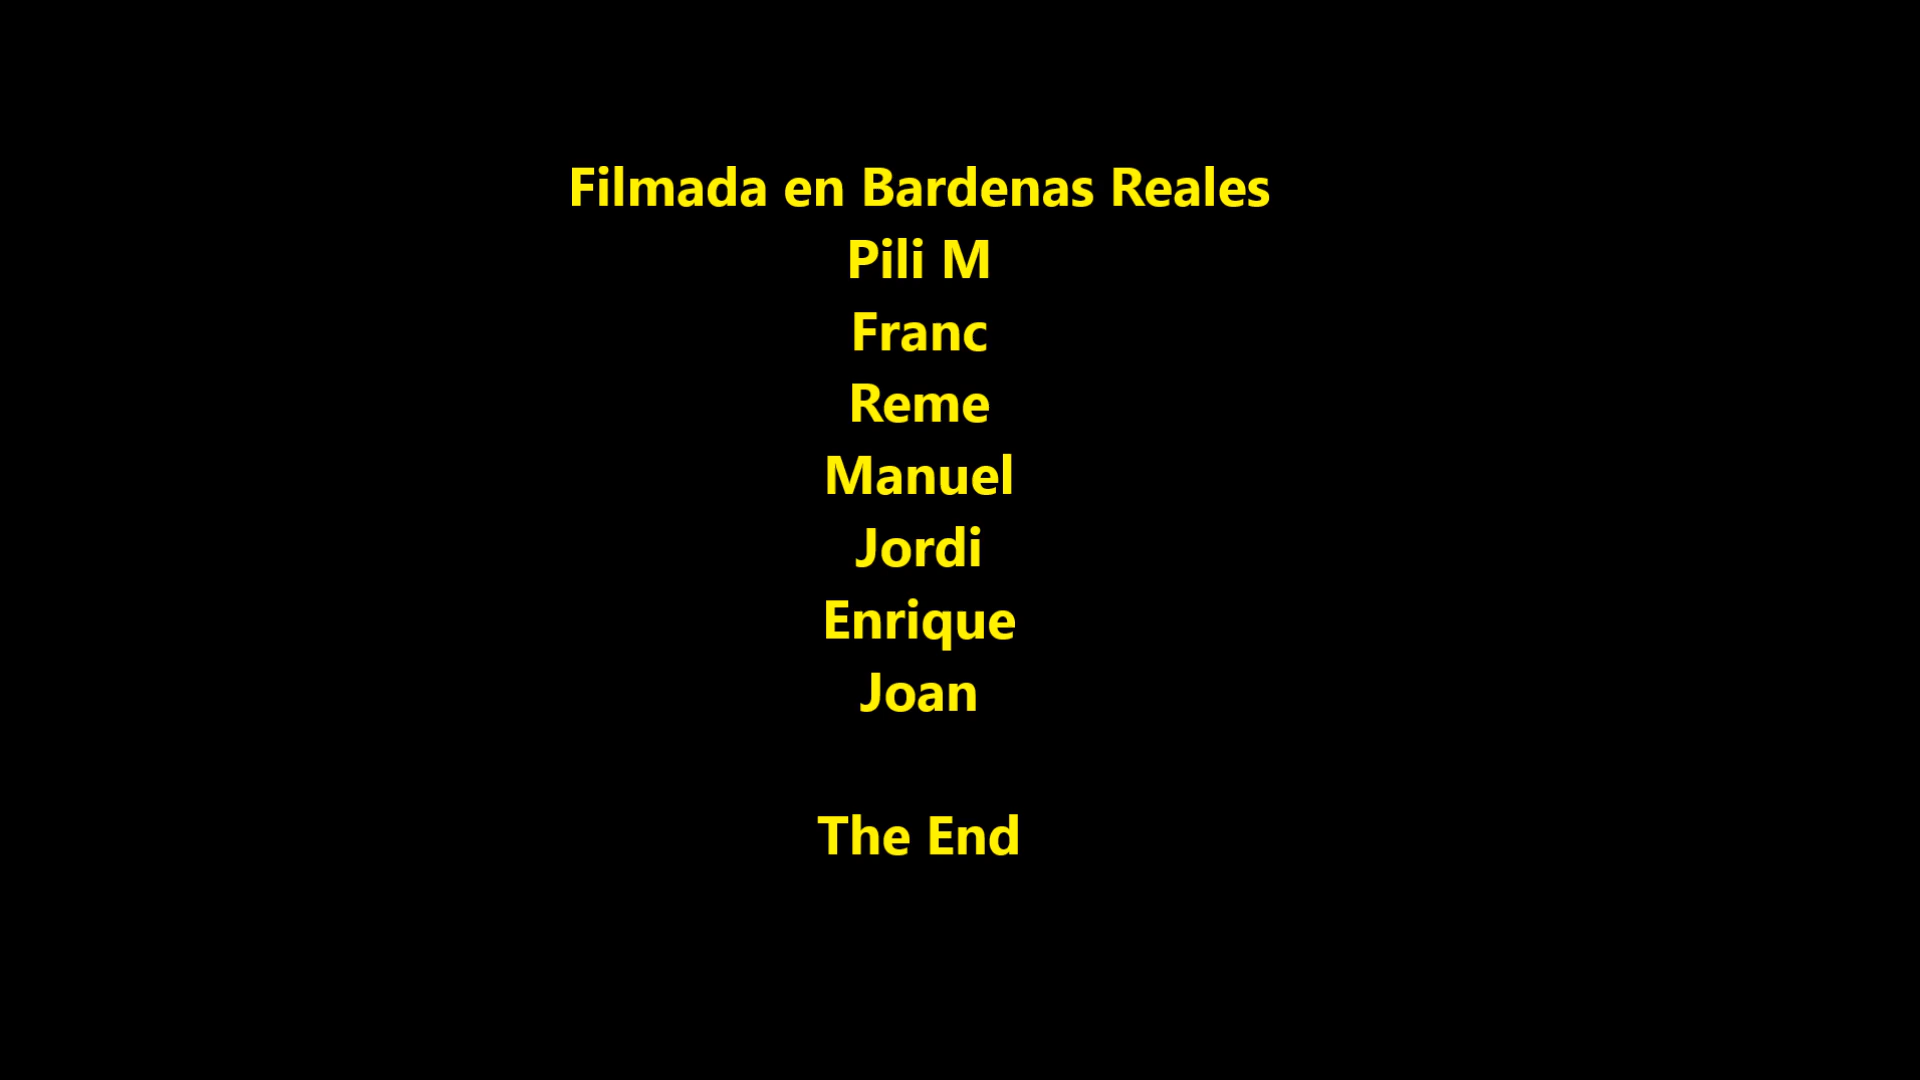 Filmada en Bardenas Reales
Pili M
Franc
Reme
Manuel
Jordi
Enrique
Joan
The End